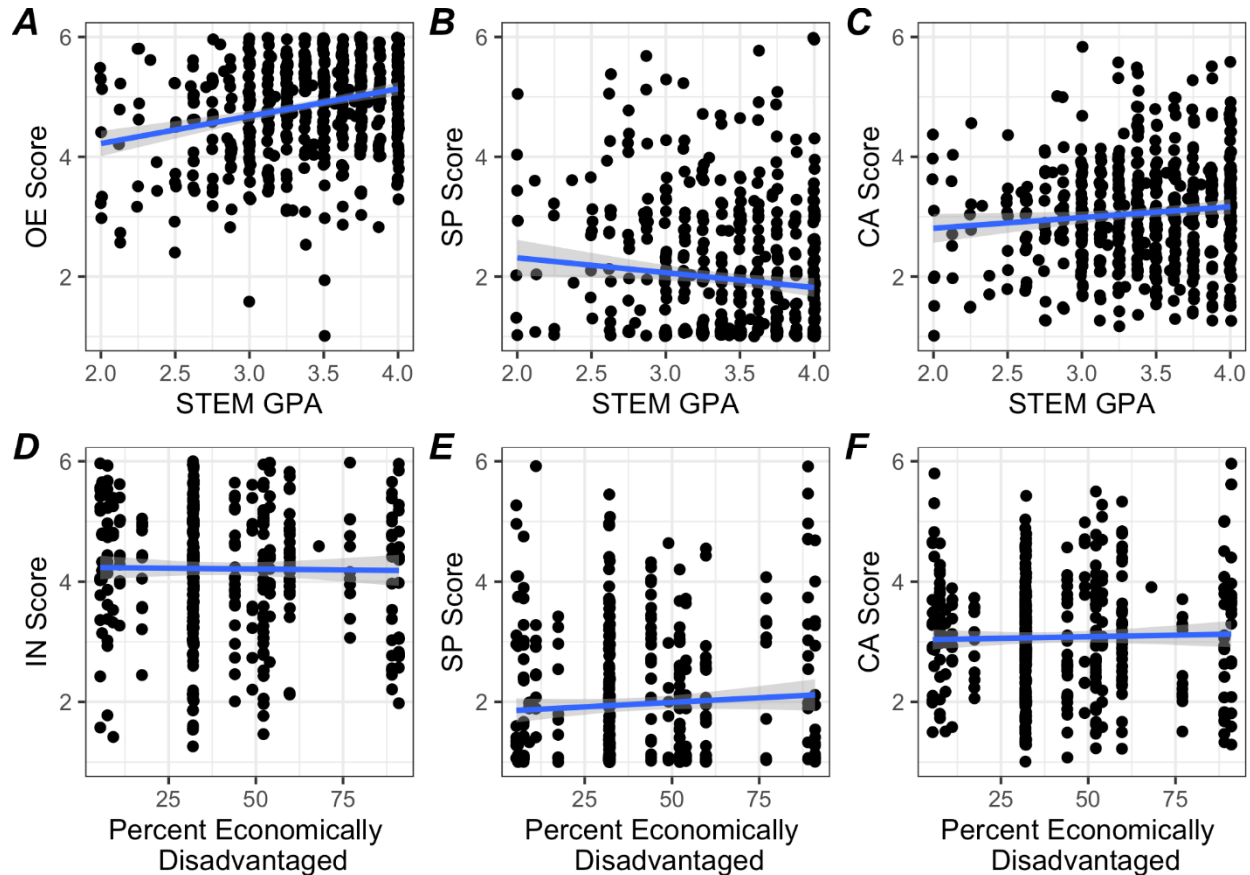 A
B
C
6
4
2
OE Score
2.0 2.5 3.0 3.5 4.0
STEM GPA
6
4
2
SP Score
2.0 2.5 3.0 3.5 4.0
STEM GPA
6
4
2
CA Score
2.0 2.5 3.0 3.5 4.0
STEM GPA
D
E
F
6
4
2
IN Score
25 50 75
Percent Economically
Disadvantaged
6
4
2
SP Score
25 50 75
Percent Economically
Disadvantaged
6
4
2
CA Score
25 50 75
Percent Economically
Disadvantaged